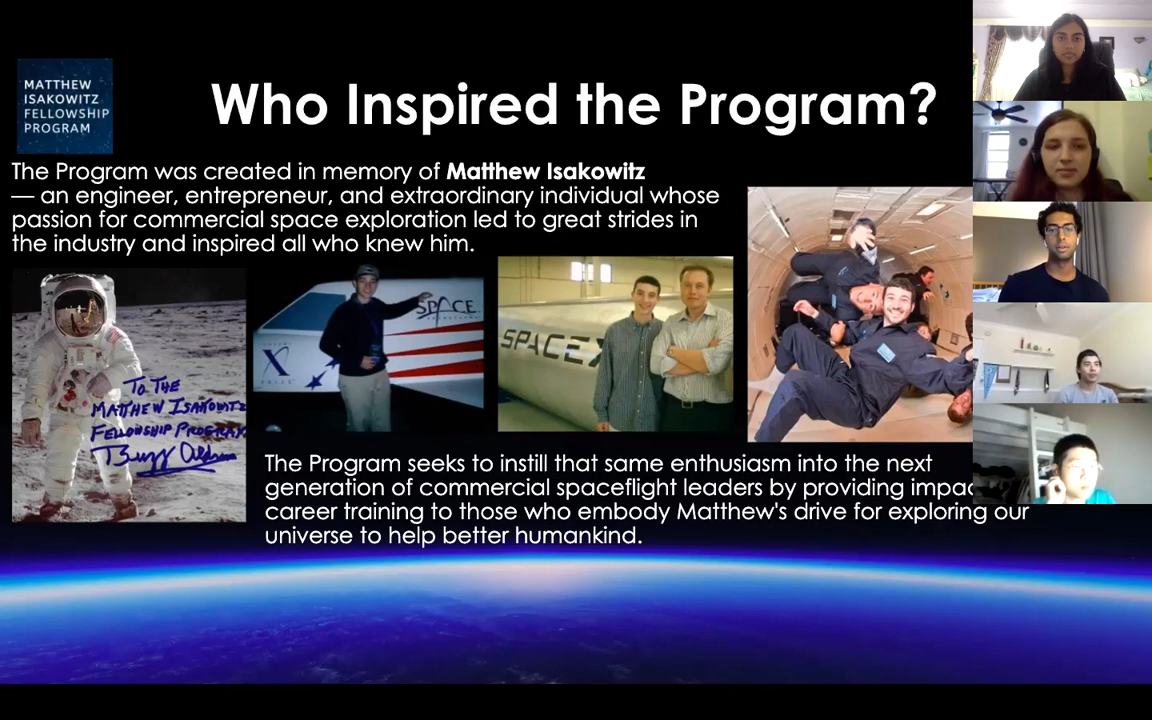 MATTHEW
ISAKOWITZ
FELLOWSHIP
PROGRAM
Who Inspired the Program?
The Program was created in memory of Matthew Isakowitz
— an engineer, entrepreneur, and extraordinary individual whose
passion for commercial space exploration led to great strides in
the industry and inspired all who knew him.
TO THE
MATTHEW ISAKOWITZ
FELLOWSHIP PROGRAM
Buzz Aldrin
SPACE
X
PRIZE
SPACEX
The Program seeks to instill that same enthusiasm into the next
generation of commercial spaceflight leaders by providing impac
career training to those who embody Matthew's drive for exploring our
universe to help better humankind.